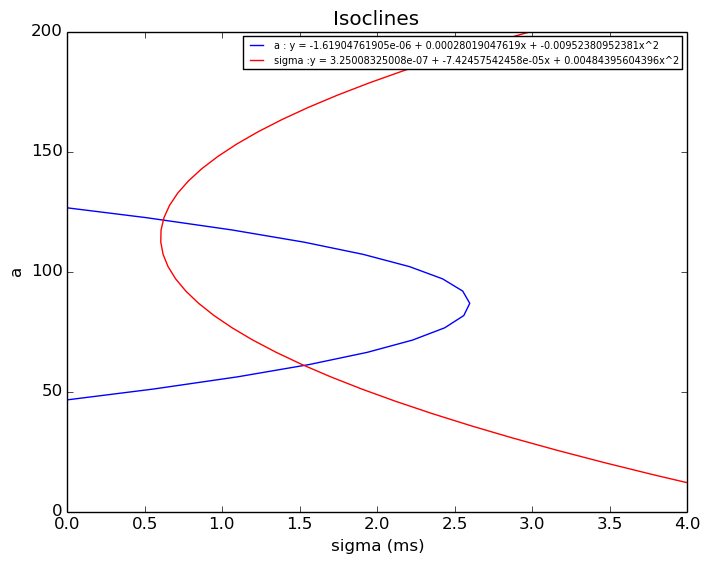 Isoclines
a : y = -1.61904761905e-06 + 0.00028019047619x + -0.00952380952381x^2
sigma :y = 3.25008325008e-07 + -7.42457542458e-05x + 0.00484395604396x^2
200
150
100
50
0
a
0.0 0.5 1.0 1.5 2.0 2.5 3.0 3.5 4.0
sigma (ms)